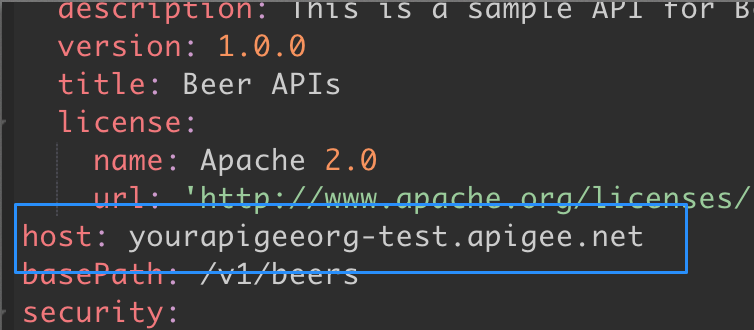 description: This is a sample API for B
version: 1.0.0
title: Beer APIs
license:
name: Apache 2.0
url: 'http://www.apache.org/licenses/
host: yourapigeeorg-test.apigee.net
basePath: /v1/beers
security: